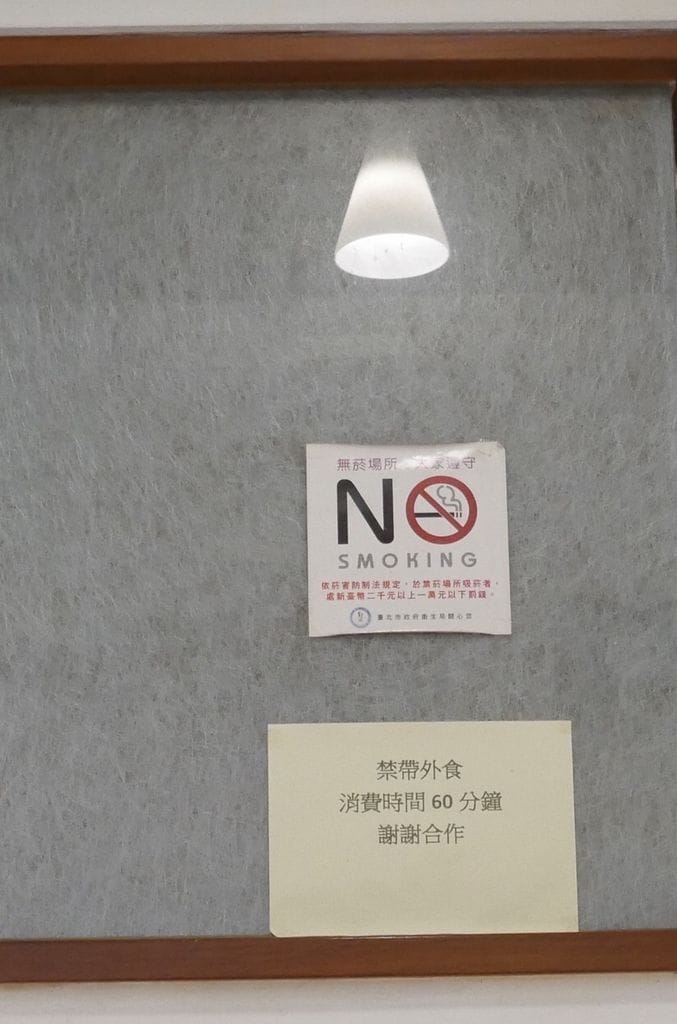 無菸場所 大家遵守
NO
SMOKING
依菸害防制法規定，於禁菸場所吸菸者，
處新臺幣二千元以上一萬元以下罰鍰。
臺北市政府衛生局關心您
禁帶外食
消費時間 60 分鐘
謝謝合作